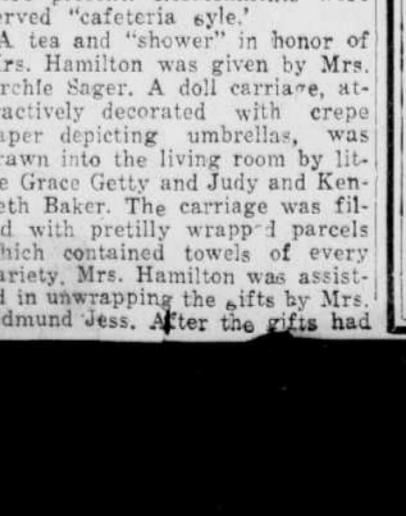 erved "cafeteria syle.'
A tea and "shower" in honor of
rs. Hamilton was given by Mrs.
rchie Sager. A doll carriage, at-
ractively decorated with crepe
aper depicting umbrellas, was
rawn into the living room by lit-
e Grace Getty and Judy and Ken-
eth Baker. The carriage was fil-
d with pretilly wrapped parcels
hich contained towels of every
ariety. Mrs. Hamilton was assist-
d in unwrapping the gifts by Mrs.
dmund Jess. After the gifts had